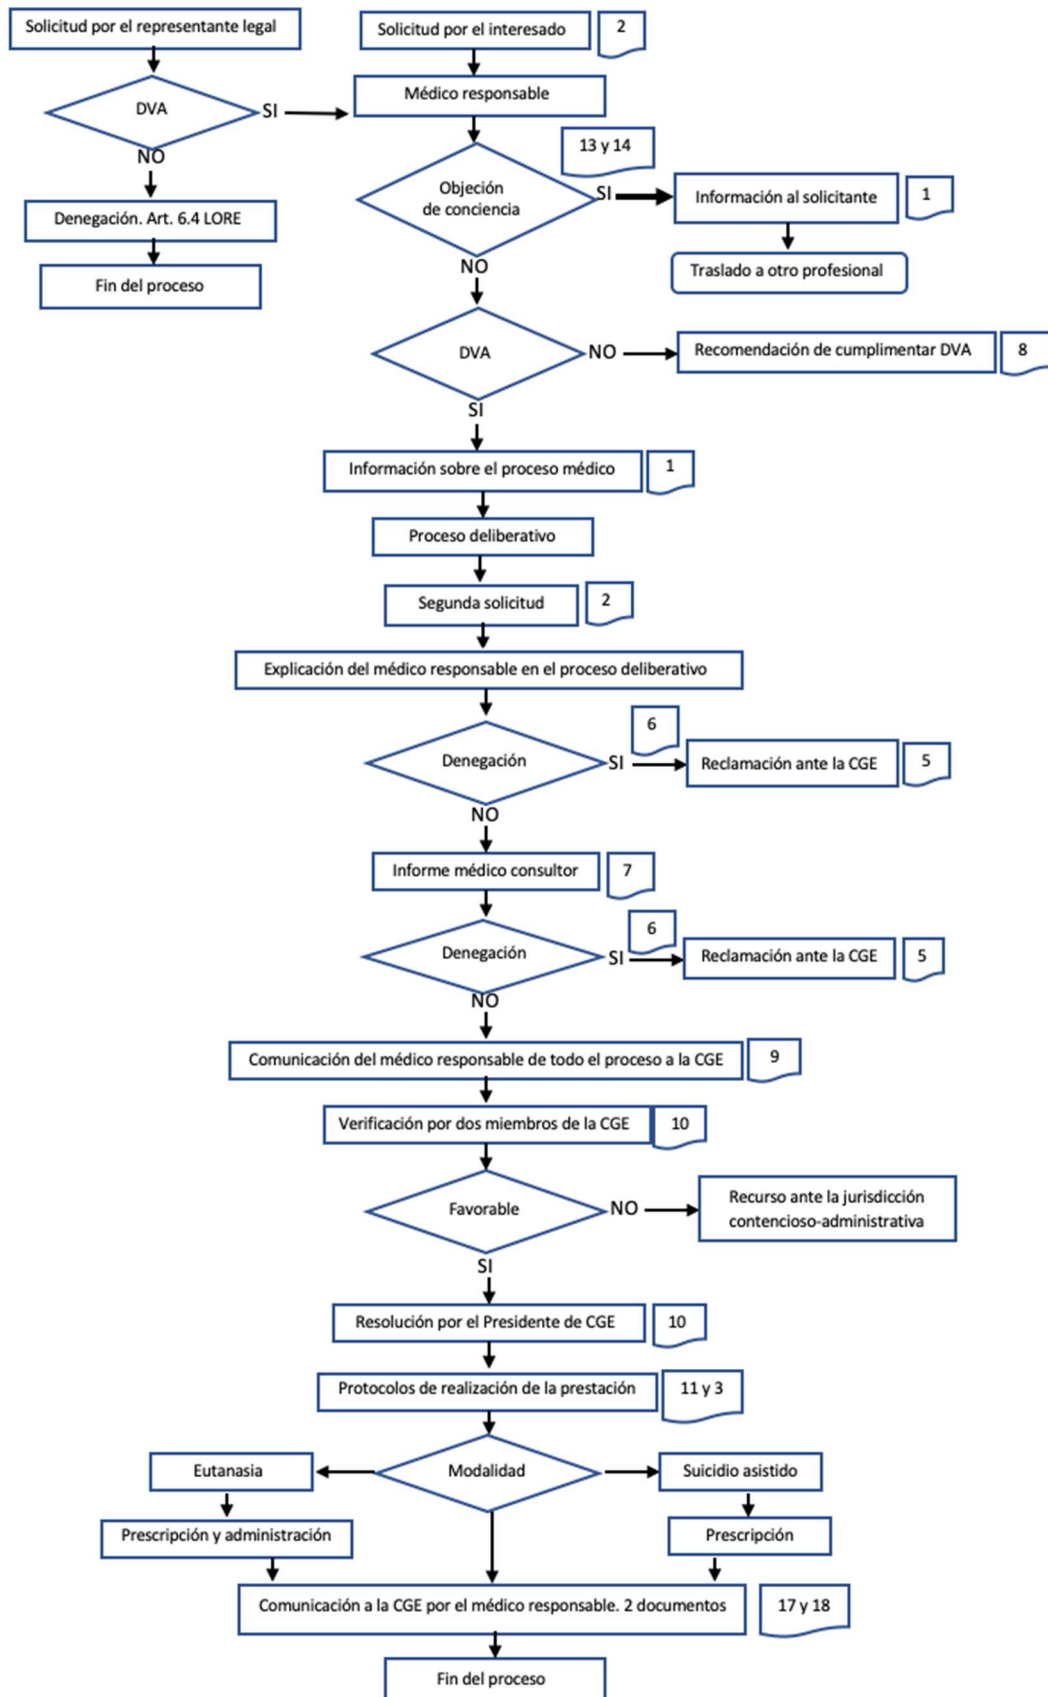 Solicitud por el representante legal
Solicitud por el interesado
2
DVA
SI
Médico responsable
NO
13 y 14
Objeción
de conciencia
SI
Información al solicitante
1
Denegación. Art. 6.4 LORE
Traslado a otro profesional
Fin del proceso
NO
DVA
NO
Recomendación de cumplimentar DVA
8
SI
Información sobre el proceso médico
1
Proceso deliberativo
Segunda solicitud
2
Explicación del médico responsable en el proceso deliberativo
6
Denegación
SI
Reclamación ante la CGE
5
NO
Informe médico consultor
7
6
Denegación
SI
Reclamación ante la CGE
5
NO
Comunicación del médico responsable de todo el proceso a la CGE
9
Verificación por dos miembros de la CGE
10
Favorable
NO
Recurso ante la jurisdicción
contencioso-administrativa
SI
Resolución por el Presidente de CGE
10
Protocolos de realización de la prestación
11 y 3
Eutanasia
Modalidad
Suicidio asistido
Prescripción y administración
Prescripción
Comunicación a la CGE por el médico responsable. 2 documentos
17 y 18
Fin del proceso